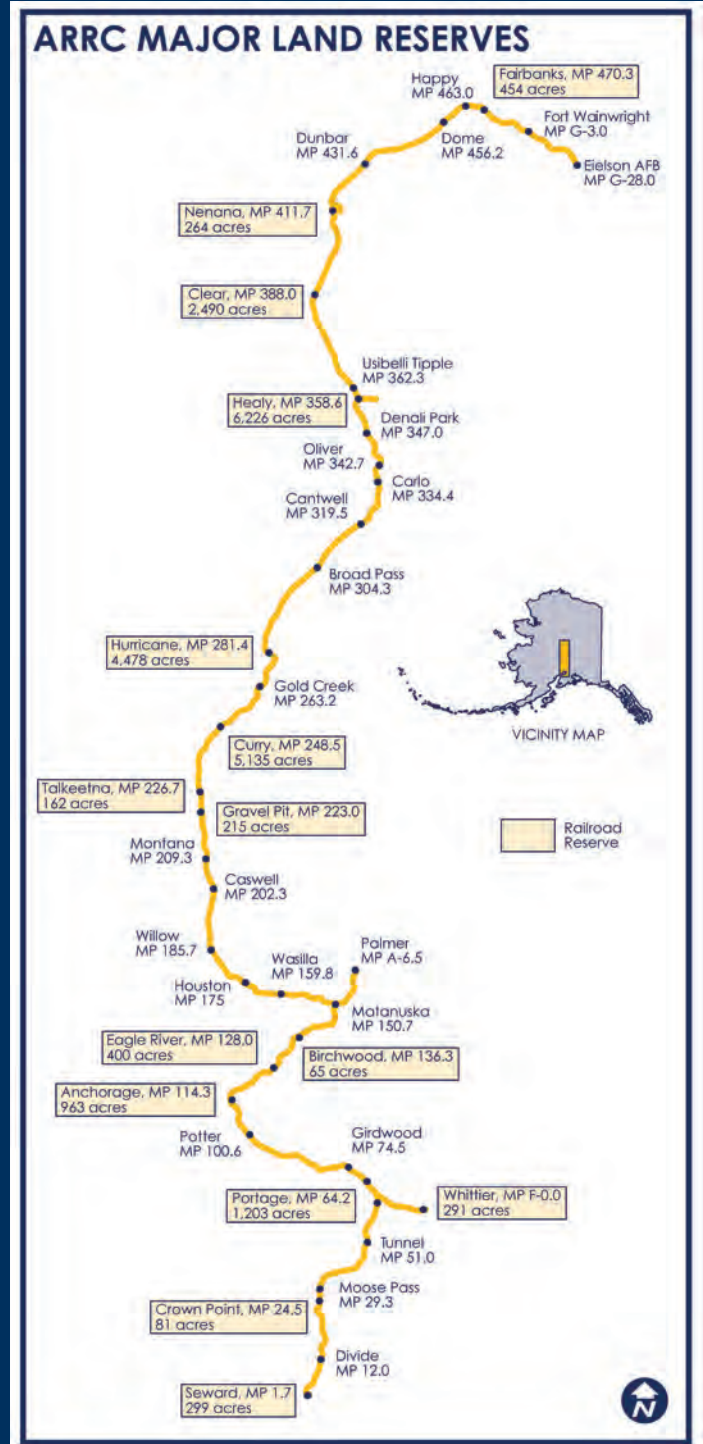 ARRC MAJOR LAND RESERVES
Happy
MP 463.0
Fairbanks, MP 470.3
454 acres
Fort Wainwright
MP G-3.0
Dunbar
MP 431.6
Dome
MP 456.2
Eielson AFB
MP G-28.0
Nenana, MP 411.7
264 acres
Clear, MP 388.0
2,490 acres
Usibelli Tipple
MP 362.3
Healy, MP 358.6
6,226 acres
Denali Park
MP 347.0
Oliver
MP 342.7
Carlo
MP 334.4
Cantwell
MP 319.5
Broad Pass
MP 304.3
Hurricane, MP 281.4
4,478 acres
Gold Creek
MP 263.2
VICINITY MAP
Curry, MP 248.5
5,135 acres
Talkeetna, MP 226.7
162 acres
Gravel Pit, MP 223.0
215 acres
Railroad
Reserve
Montana
MP 209.3
Caswell
MP 202.3
Willow
MP 185.7
Wasilla
MP 159.8
Palmer
MP A-6.5
Houston
MP 175
Matanuska
MP 150.7
Eagle River, MP 128.0
400 acres
Birchwood, MP 136.3
65 acres
Anchorage, MP 114.3
963 acres
Potter
MP 100.6
Girdwood
MP 74.5
Portage, MP 64.2
1,203 acres
Whittier, MP F-0.0
291 acres
Tunnel
MP 51.0
Moose Pass
MP 29.3
Crown Point, MP 24.5
81 acres
Divide
MP 12.0
Seward, MP 1.7
299 acres
N